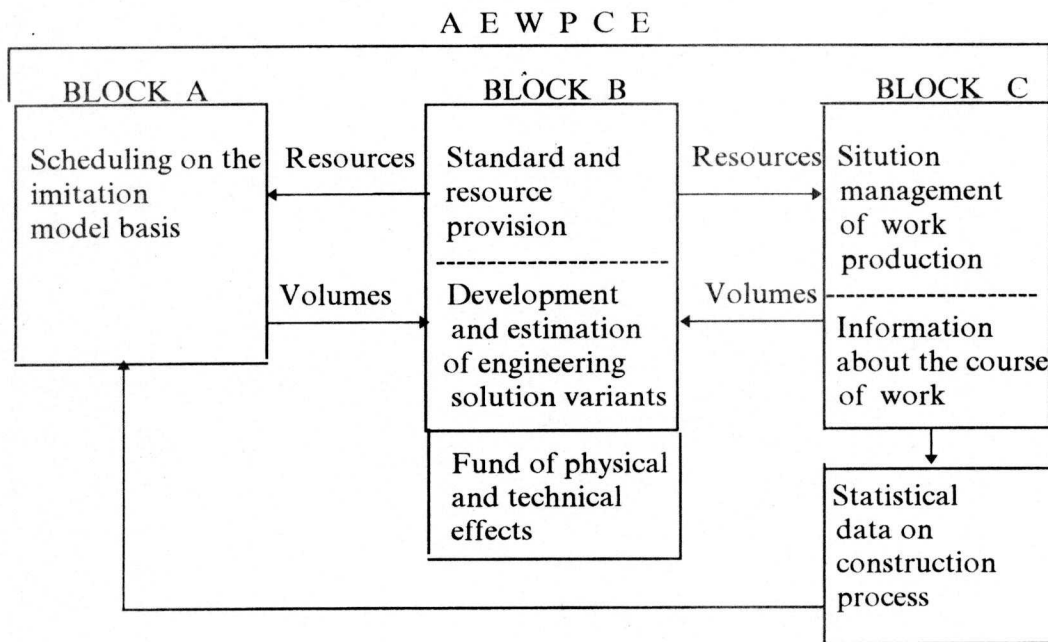 A E W P C E
BLOCK A
Scheduling on the
imitation
model basis
Resources
Volumes
BLOCK B
Standard and
resource
provision
Development
and estimation
of engineering
solution variants
Fund of physical
and technical
effects
Resources
Volumes
BLOCK C
Sitution
management
of work
production
Information
about the course
of work
Statistical
data on
construction
process